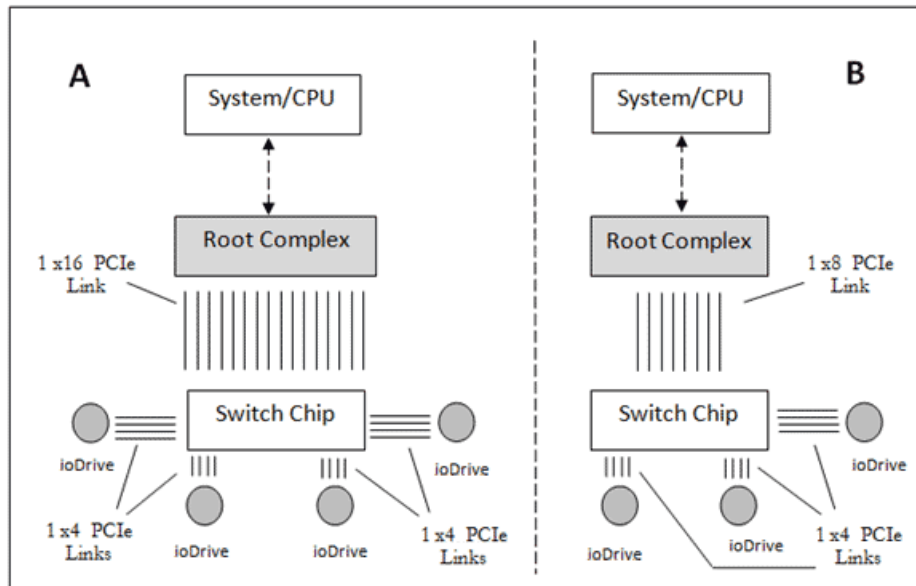 A
System/CPU
Root Complex
1 x16 PCIe
Link
Switch Chip
ioDrive
ioDrive
ioDrive
ioDrive
1 x4 PCIe
Links
1 x4 PCIe
Links
B
System/CPU
Root Complex
1 x8 PCIe
Link
Switch Chip
ioDrive
ioDrive
ioDrive
1 x4 PCIe
Links